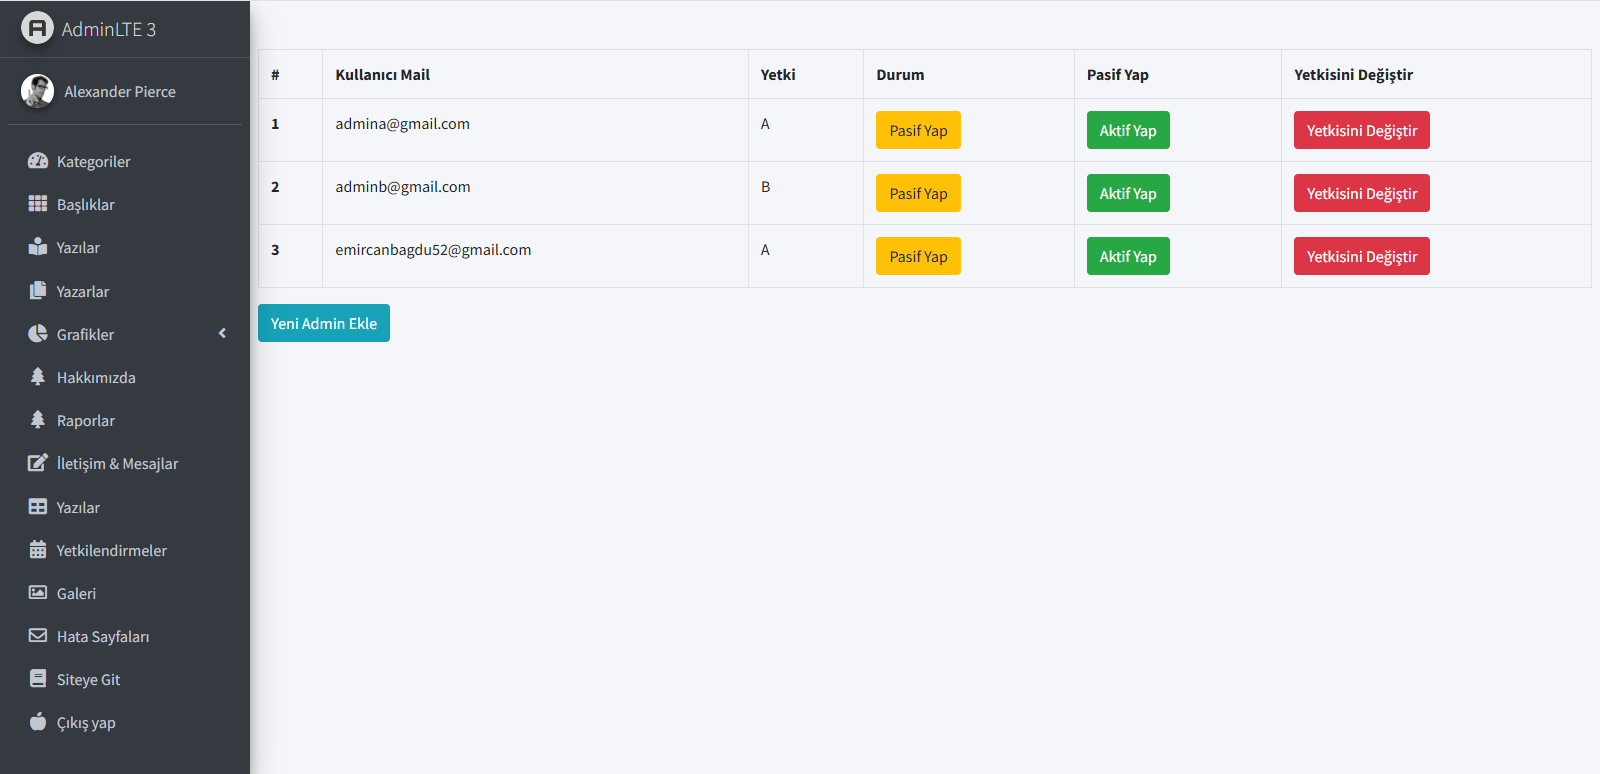 AdminLTE 3
Alexander Pierce
Kategoriler
Başlıklar
Yazılar
Yazarlar
Grafikler
Hakkımızda
Raporlar
İletişim & Mesajlar
Yazılar
Yetkilendirmeler
Galeri
Hata Sayfaları
Siteye Git
Çıkış yap
# Kullanıcı Mail Yetki Durum Pasif Yap Yetkisini Değiştir
1 admina@gmail.com A Pasif Yap Aktif Yap Yetkisini Değiştir
2 adminb@gmail.com B Pasif Yap Aktif Yap Yetkisini Değiştir
3 emircanbagdu52@gmail.com A Pasif Yap Aktif Yap Yetkisini Değiştir
Yeni Admin Ekle